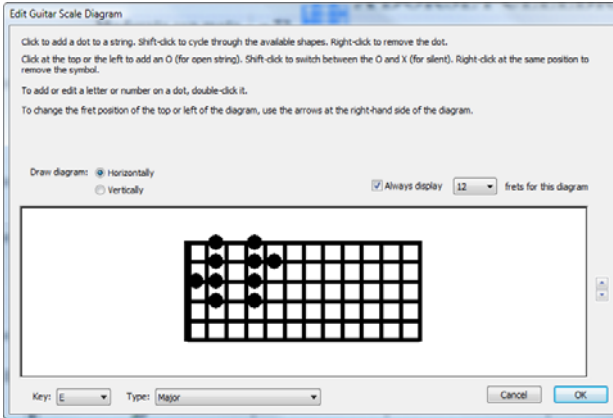 Edit Guitar Scale Diagram
Click to add a dot to a string. Shift-click to cycle through the available shapes. Right-click to remove the dot.
Click at the top or the left to add an O (for open string). Shift-click to switch between the O and X (for silent). Right-click at the same position to
remove the symbol.
To add or edit a letter or number on a dot, double-click it.
To change the fret position of the top or left of the diagram, use the arrows at the right-hand side of the diagram.
Draw diagram: Horizontally
Vertically
Always display 12 frets for this diagram
Key: E Type: Major Cancel OK